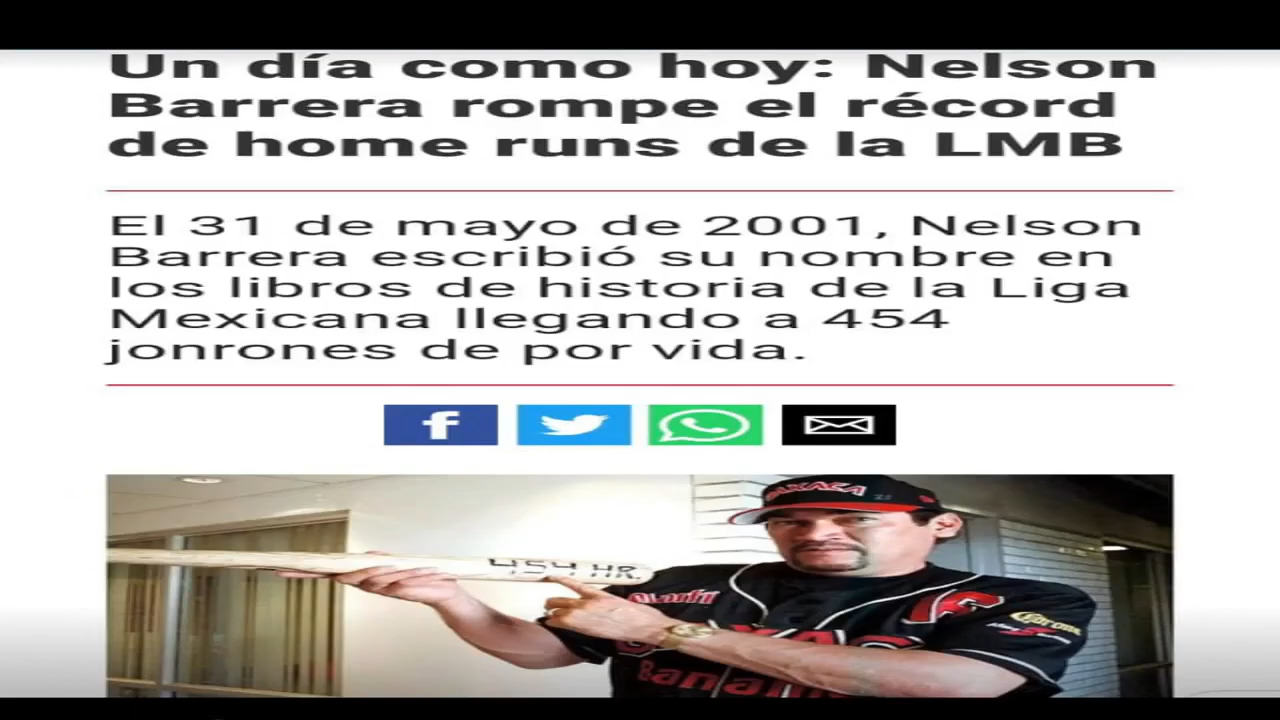 Un día como hoy: Nelson
Barrera rompe el récord
de home runs de la LMB
El 31 de mayo de 2001, Nelson
Barrera escribió su nombre en
los libros de historia de la Liga
Mexicana llegando a 454
jonrones de por vida.
454 HR.
OAXACA
Corona